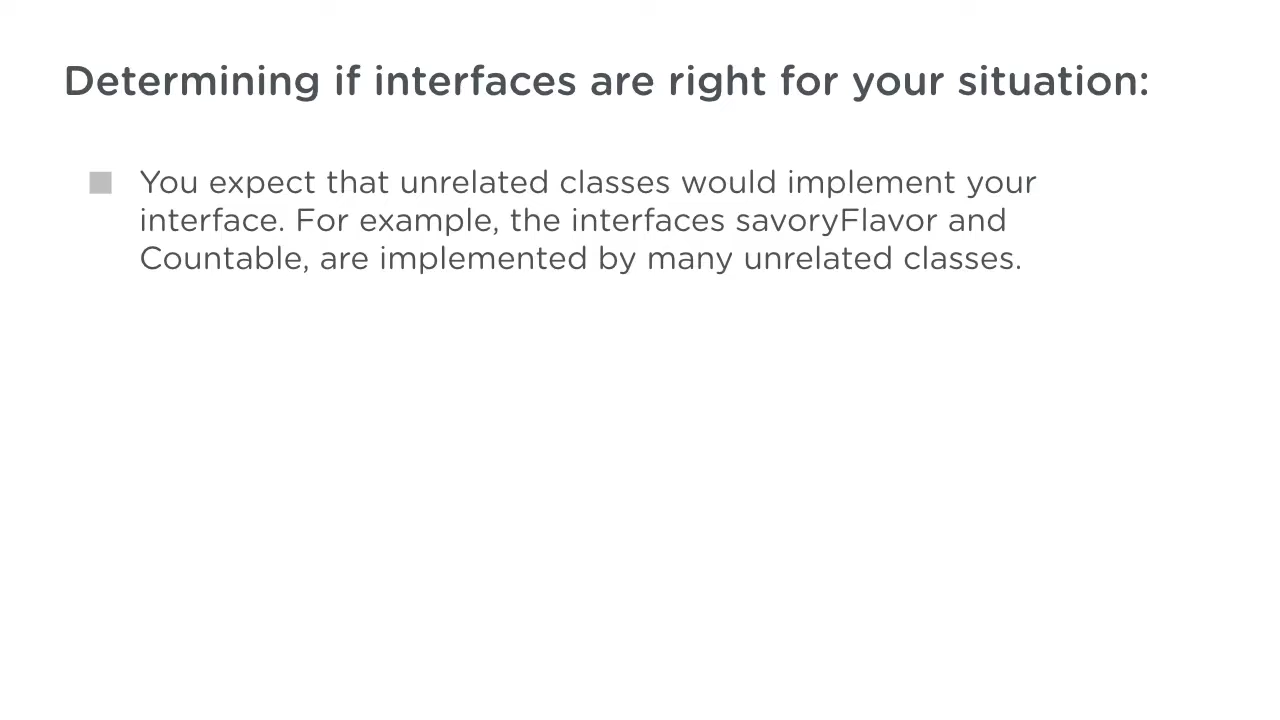 Determining if interfaces are right for your situation:
You expect that unrelated classes would implement your
interface. For example, the interfaces savoryFlavor and
Countable, are implemented by many unrelated classes.